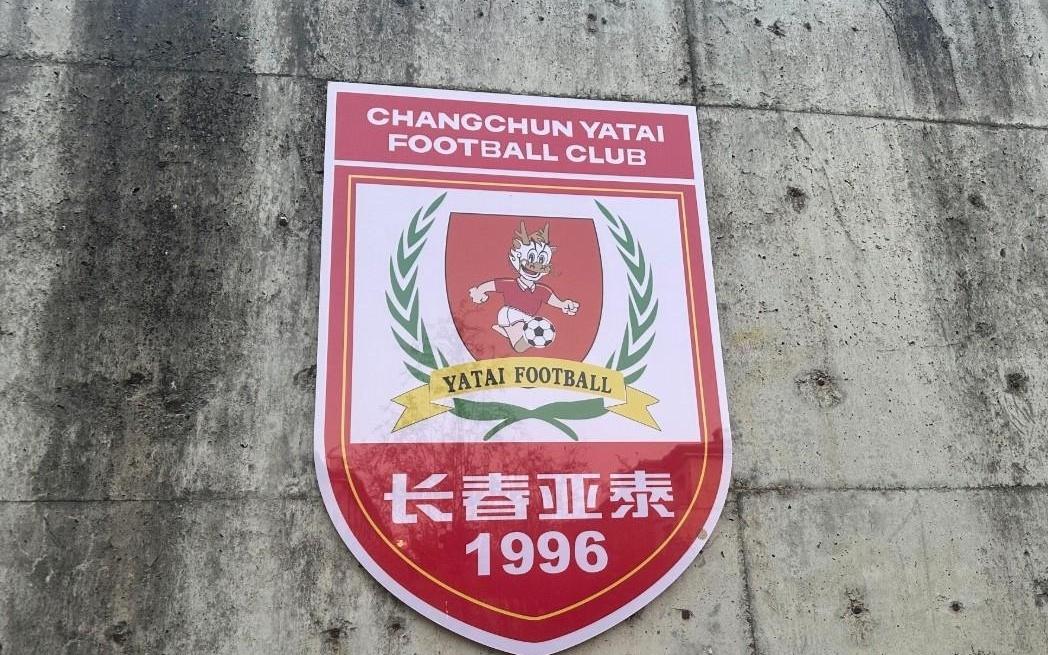 CHANGCHUN YATAI
FOOTBALL CLUB
YATAI FOOTBALL
长春亚泰
1996